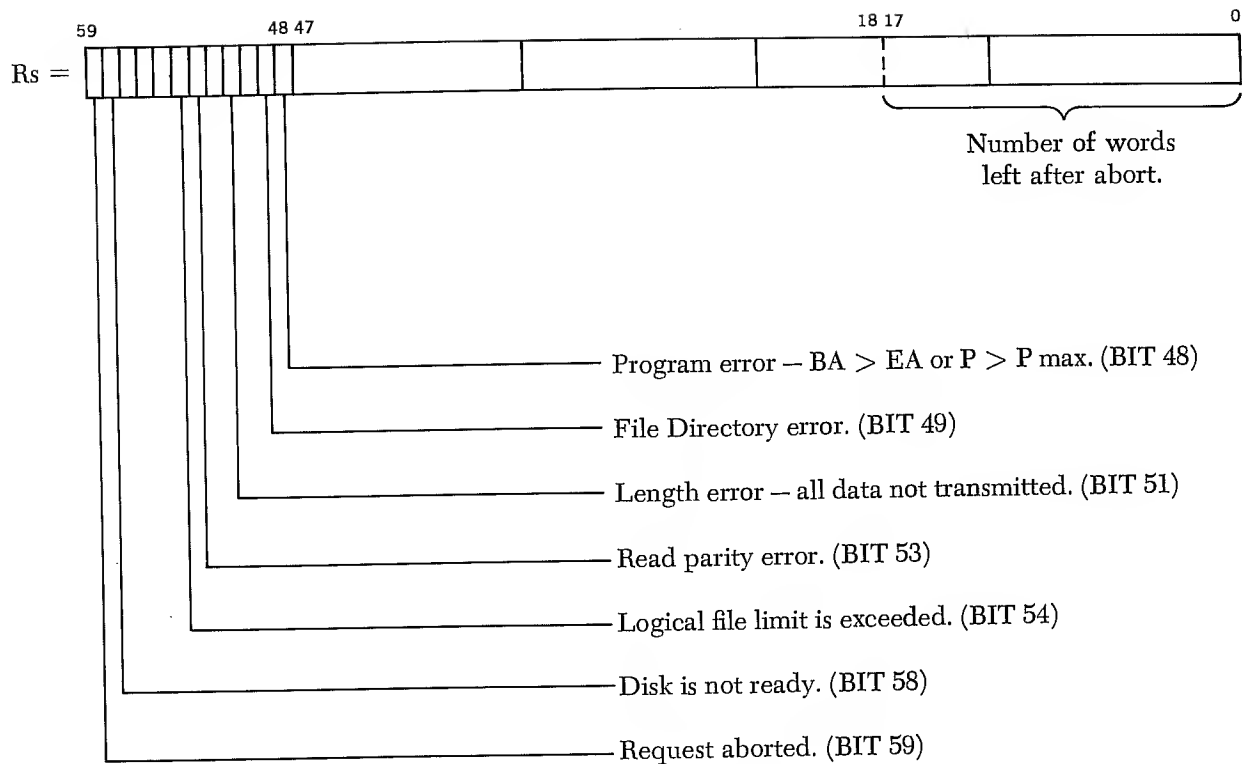 59 48 47 18 17 0
Rs =
Number of words
left after abort.
Program error – BA > EA or P > P max. (BIT 48)
File Directory error. (BIT 49)
Length error – all data not transmitted. (BIT 51)
Read parity error. (BIT 53)
Logical file limit is exceeded. (BIT 54)
Disk is not ready. (BIT 58)
Request aborted. (BIT 59)